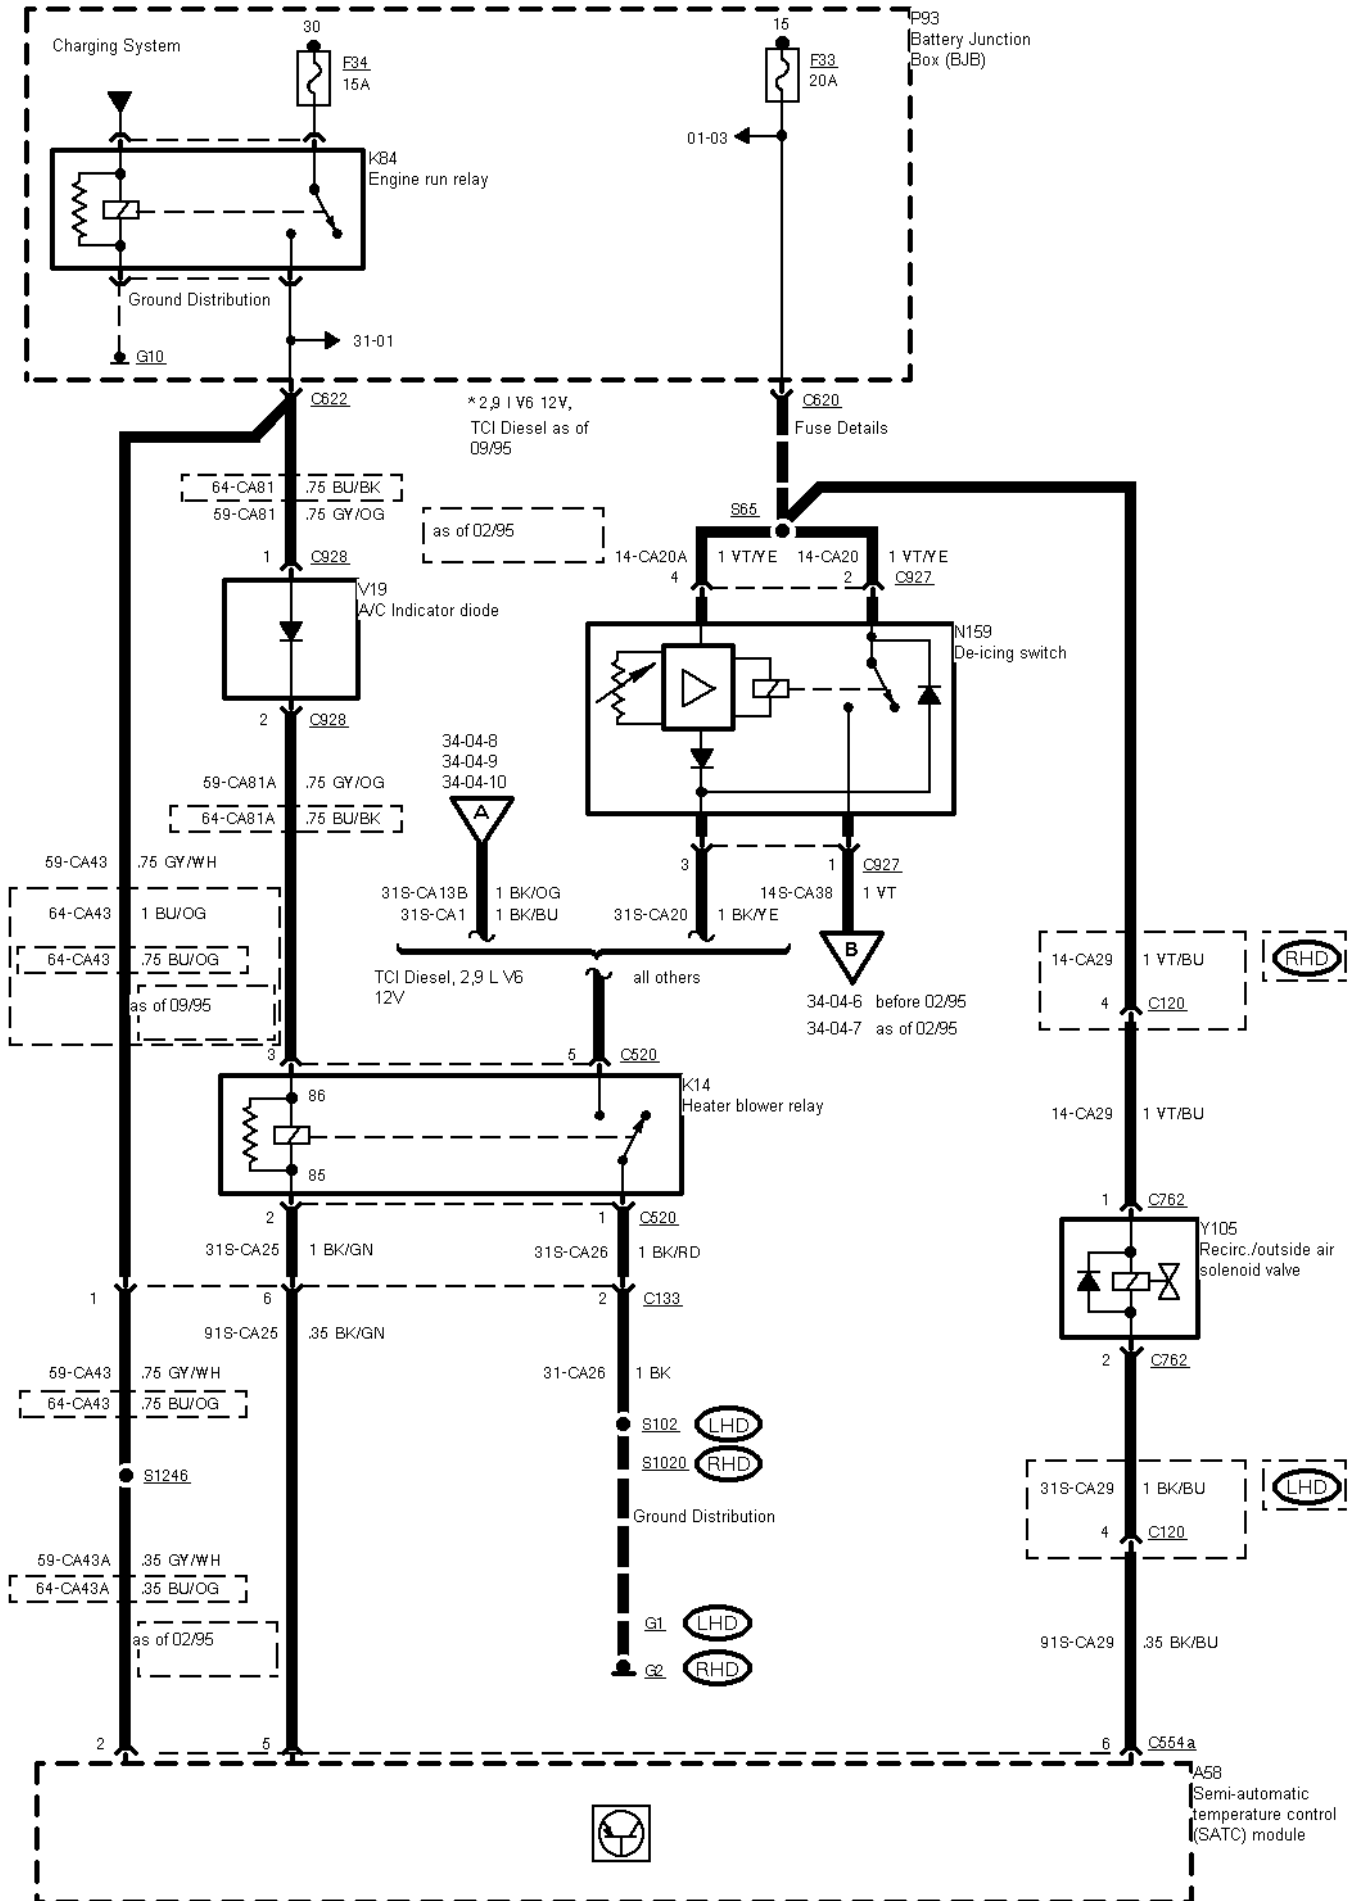 30
15
P93
Battery Junction
Box (BJB)
Charging System
F34
15A
F33
20A
01-03
K84
Engine run relay
Ground Distribution
31-01
G10
C622
* 2,9 l V6 12V,
TCI Diesel as of
09/95
C620
Fuse Details
64-CA81 .75 BU/BK
59-CA81 .75 GY/OG
as of 02/95
S65
1 C928
14-CA20A 1 VT/YE 14-CA20 1 VT/YE
4 2 C927
V19
A/C Indicator diode
N159
De-icing switch
2 C928
34-04-8
34-04-9
34-04-10
A
59-CA81A .75 GY/OG
64-CA81A .75 BU/BK
59-CA43 .75 GY/WH
3 1 C927
31S-CA13B 1 BK/OG
14S-CA38 1 VT
64-CA43 1 BU/OG
31S-CA1 1 BK/BU
31S-CA20 1 BK/YE
B
64-CA43 .75 BU/OG
14-CA29 1 VT/BU
RHD
TCI Diesel, 2,9 L V6
12V
all others
as of 09/95
34-04-6 before 02/95
34-04-7 as of 02/95
4 C120
3 5 C520
K14
Heater blower relay
86
85
14-CA29 1 VT/BU
1 C762
2 1 C520
Y105
Recirc./outside air
solenoid valve
31S-CA25 1 BK/GN
31S-CA26 1 BK/RD
1 6 2 C133
91S-CA25 .35 BK/GN
2 C762
59-CA43 .75 GY/WH
31-CA26 1 BK
64-CA43 .75 BU/OG
S102 LHD
S1020 RHD
S1246
31S-CA29 1 BK/BU
LHD
Ground Distribution
4 C120
59-CA43A .35 GY/WH
64-CA43A .35 BU/OG
G1 LHD
as of 02/95
91S-CA29 .35 BK/BU
G2 RHD
2 5 6 C554a
A58
Semi-automatic
temperature control
(SATC) module